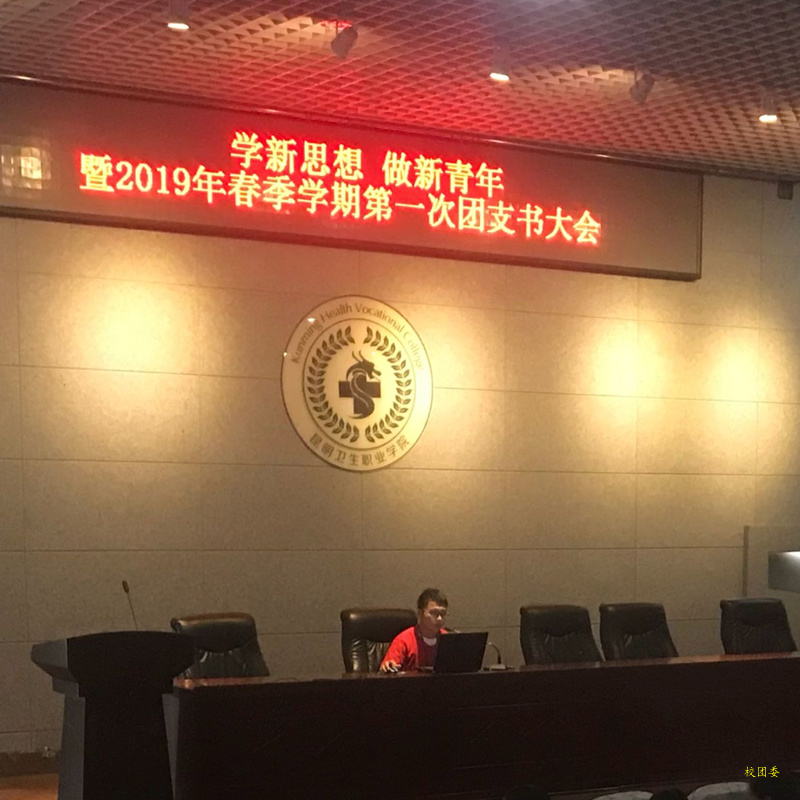 学新思想 做新青年
暨2019年春季学期第一次团支书大会
Kunming Health Vocational College
昆明卫生职业学院
校团委